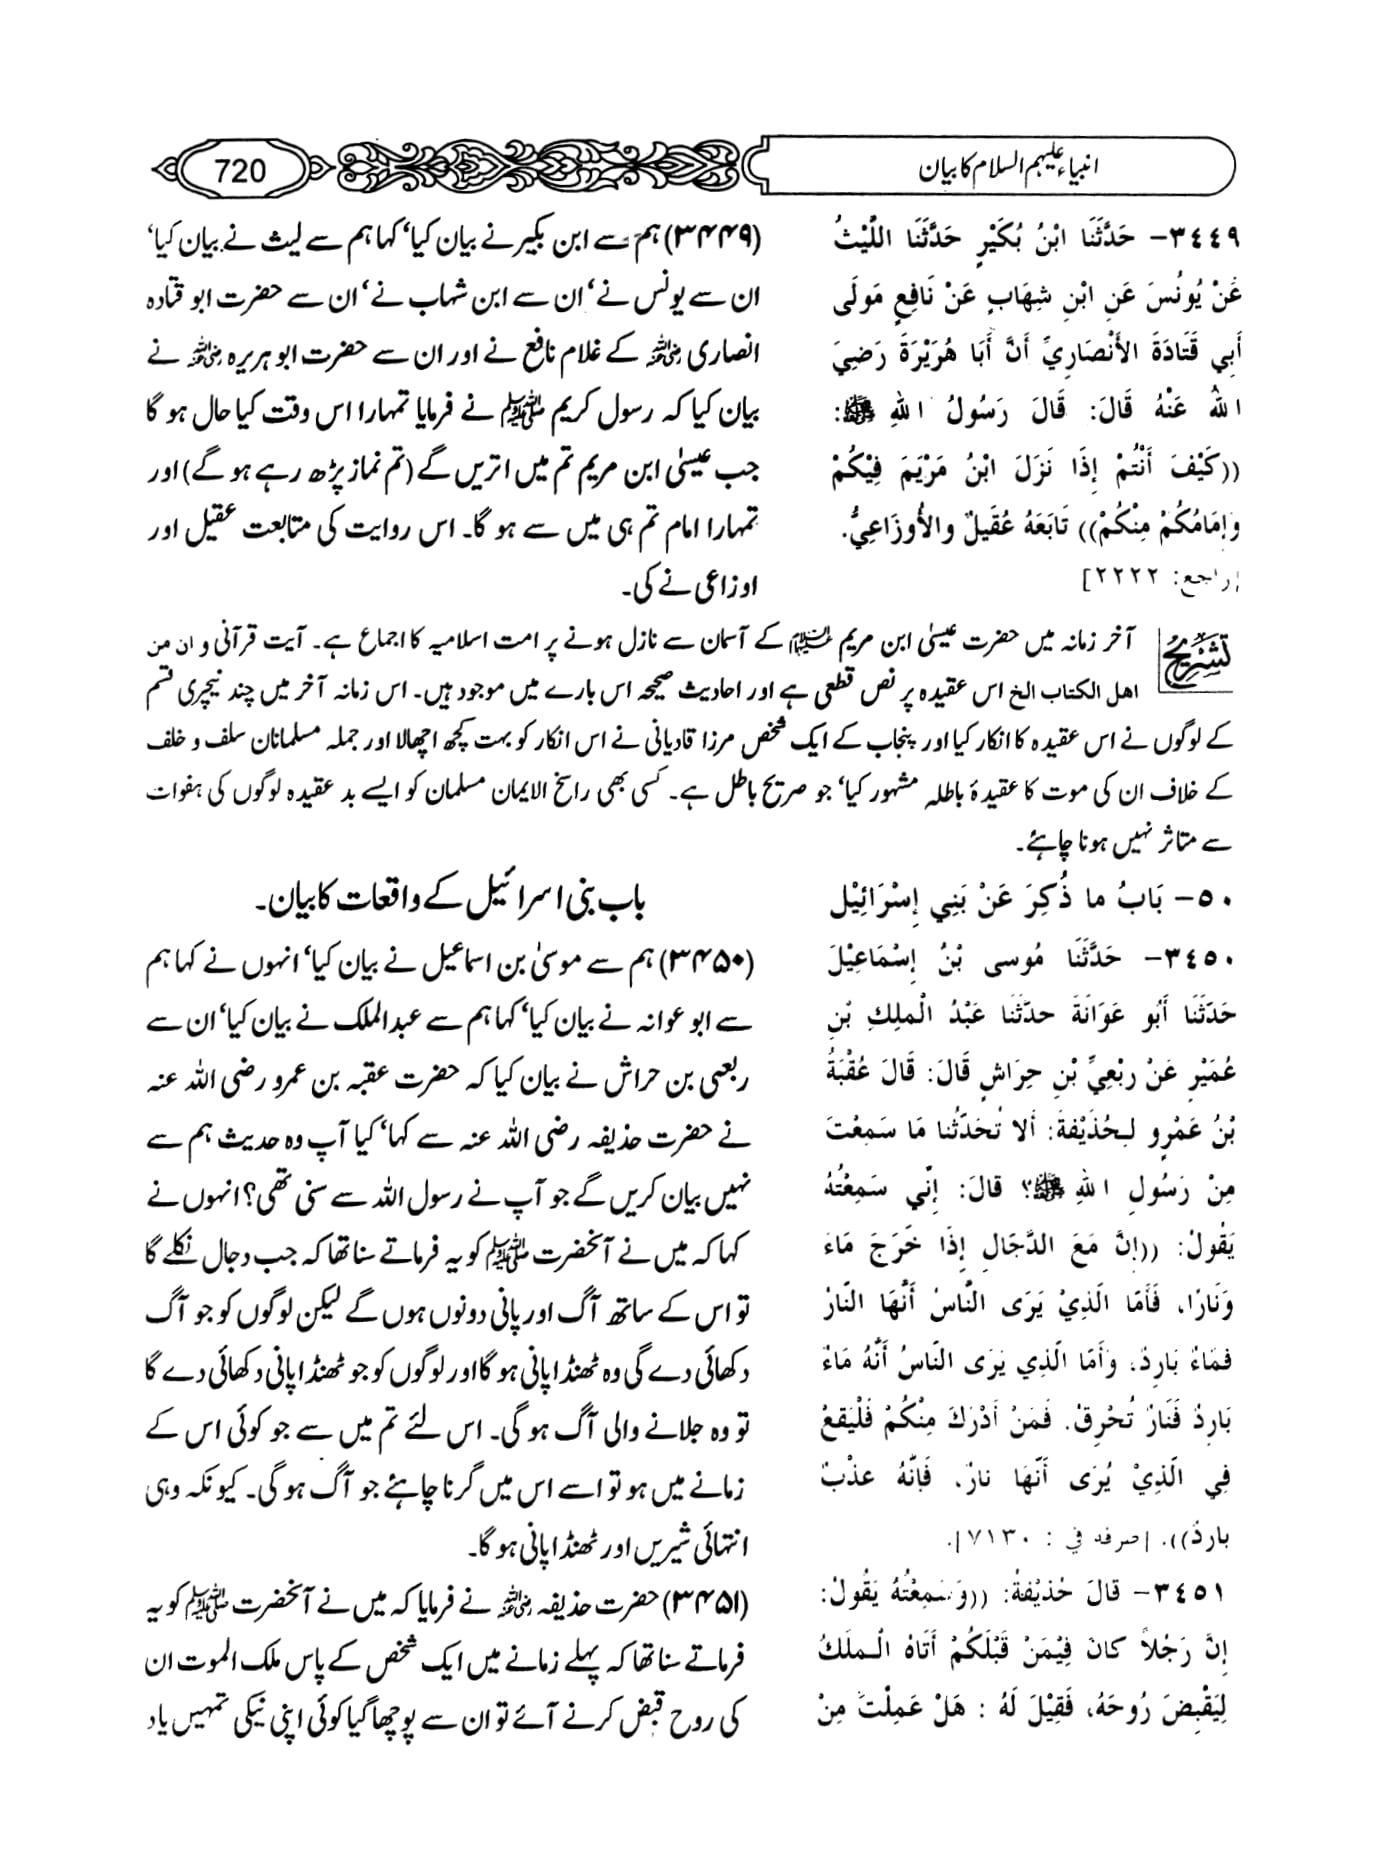 انبیاء علیہم السلام کا بیان
720
٣٤٤٩- حَدَّثَنَا ابْنُ بُكَيْرٍ حَدَّثَنَا اللَّيْثُ
عَنْ يُونُسَ عَنِ ابْنِ شِهَابٍ عَنْ نَافِعٍ مَولَى
أَبِي قَتَادَةَ الأَنْصَارِيِّ أَنَّ أَبَا هُرَيْرَةَ رَضِيَ
اللهُ عَنْهُ قَالَ: قَالَ رَسُولُ اللهِ ﷺ:
((كَيْفَ أَنْتُمْ إِذَا نَزَلَ ابْنُ مَرْيَمَ فِيكُمْ
وَإِمَامُكُمْ مِنْكُمْ)) تَابَعَهُ عُقَيلٌ والأَوْزَاعِيُّ.
[راجع: ٢٢٢٢]
(۳۴۴۹) ہم سے ابن بکیر نے بیان کیا‘ کہا ہم سے لیث نے بیان کیا‘
ان سے یونس نے‘ ان سے ابن شہاب نے‘ ان سے حضرت ابو قتادہ
انصاری رضی اللہ عنہ کے غلام نافع نے اور ان سے حضرت ابو ہریرہ رضی اللہ عنہ نے
بیان کیا کہ رسول کریم ﷺ نے فرمایا تمہارا اس وقت کیا حال ہو گا
جب عیسیٰ ابن مریم تم میں اتریں گے (تم نماز پڑھ رہے ہو گے) اور
تمہارا امام تم ہی میں سے ہو گا۔ اس روایت کی متابعت عقیل اور
اوزاعی نے کی۔
تشریح
آخر زمانہ میں حضرت عیسیٰ ابن مریم علیہ السلام کے آسمان سے نازل ہونے پر امت اسلامیہ کا اجماع ہے۔ آیت قرآنی و ان من
اھل الکتاب الخ اس عقیدہ پر نص قطعی ہے اور احادیث صحیحہ اس بارے میں موجود ہیں۔ اس زمانہ آخر میں چند نیچری قسم
کے لوگوں نے اس عقیدہ کا انکار کیا اور پنجاب کے ایک شخص مرزا قادیانی نے اس انکار کو بہت کچھ اچھالا اور جملہ مسلمانان سلف و خلف
کے خلاف ان کی موت کا عقیدۂ باطلہ مشہور کیا‘ جو صریح باطل ہے۔ کسی بھی راسخ الایمان مسلمان کو ایسے بد عقیدہ لوگوں کی ہفوات
سے متاثر نہیں ہونا چاہئے۔
٥٠- بَابُ ما ذُكِرَ عَنْ بَنِي إِسْرَائِيْل
باب بنی اسرائیل کے واقعات کا بیان۔
٣٤٥٠- حَدَّثَنَا مُوسى بْنُ إِسْمَاعِيْلَ
حَدَّثَنَا أَبُو عَوَانَةَ حدَّثَنا عَبْدُ الْملِكِ بْنِ
عُمَيْرٍ عَنْ رِبْعِيِّ بْنِ حِرَاشٍ قَالَ: قَالَ عُقْبَةُ
بْنُ عَمْرٍو لِحُذَيْفةَ: أَلا تُحَدِّثُنا مَا سَمِعْتَ
مِنْ رَسُولِ اللهِ ﷺ؟ قالَ: إِنِّي سَمِعْتُهُ
يَقُولُ: ((إِنَّ مَعَ الدَّجَّالِ إِذَا خَرَجَ مَاءً
وَنَارًا، فَأَمَّا الَّذِيْ يَرَى النَّاسُ أَنَّهَا النَّارُ
فمَاءٌ بَارِدٌ، وَأَمَّا الَّذِي يَرَى النَّاسُ أَنَّهُ مَاءٌ
بَارِدٌ فَنَارٌ تُحْرِقُ. فَمَنْ أَدْرَكَ مِنْكُمْ فَلْيَقعْ
فِي الَّذِيْ يُرَى أَنَّهَا نارٌ، فَإِنَّهُ عذْبٌ
باردٌ)). [طرفه في : ٧١٣٠].
(۳۴۵۰) ہم سے موسیٰ بن اسماعیل نے بیان کیا‘ انہوں نے کہا ہم
سے ابو عوانہ نے بیان کیا‘ کہا ہم سے عبدالملک نے بیان کیا‘ ان سے
ربعی بن حراش نے بیان کیا کہ حضرت عقبہ بن عمرو رضی اللہ عنہ
نے حضرت حذیفہ رضی اللہ عنہ سے کہا‘ کیا آپ وہ حدیث ہم سے
نہیں بیان کریں گے جو آپ نے رسول اللہ سے سنی تھی؟ انہوں نے
کہا کہ میں نے آنحضرت ﷺ کو یہ فرماتے سنا تھا کہ جب دجال نکلے گا
تو اس کے ساتھ آگ اور پانی دونوں ہوں گے لیکن لوگوں کو جو آگ
دکھائی دے گی وہ ٹھنڈا پانی ہو گا اور لوگوں کو جو ٹھنڈا پانی دکھائی دے گا
تو وہ جلانے والی آگ ہو گی۔ اس لئے تم میں سے جو کوئی اس کے
زمانے میں ہو تو اسے اس میں گرنا چاہئے جو آگ ہو گی۔ کیونکہ وہی
انتہائی شیریں اور ٹھنڈا پانی ہو گا۔
٣٤٥١- قالَ حُذيْفةُ: ((وَسَمِعْتُهُ يَقُولُ:
إِنَّ رَجُلاً كَانَ فِيْمَنْ قَبْلَكُمْ أَتَاهُ الْـملَكُ
لِيَقْبِضَ رُوحَهُ، فَقِيْلَ لَهُ : هَلْ عَمِلْتَ مِنْ
(۳۴۵۱) حضرت حذیفہ رضی اللہ عنہ نے فرمایا کہ میں نے آنحضرت ﷺ کو یہ
فرماتے سنا تھا کہ پہلے زمانے میں ایک شخص کے پاس ملک الموت ان
کی روح قبض کرنے آئے تو ان سے پوچھا گیا کوئی اپنی نیکی تمہیں یاد